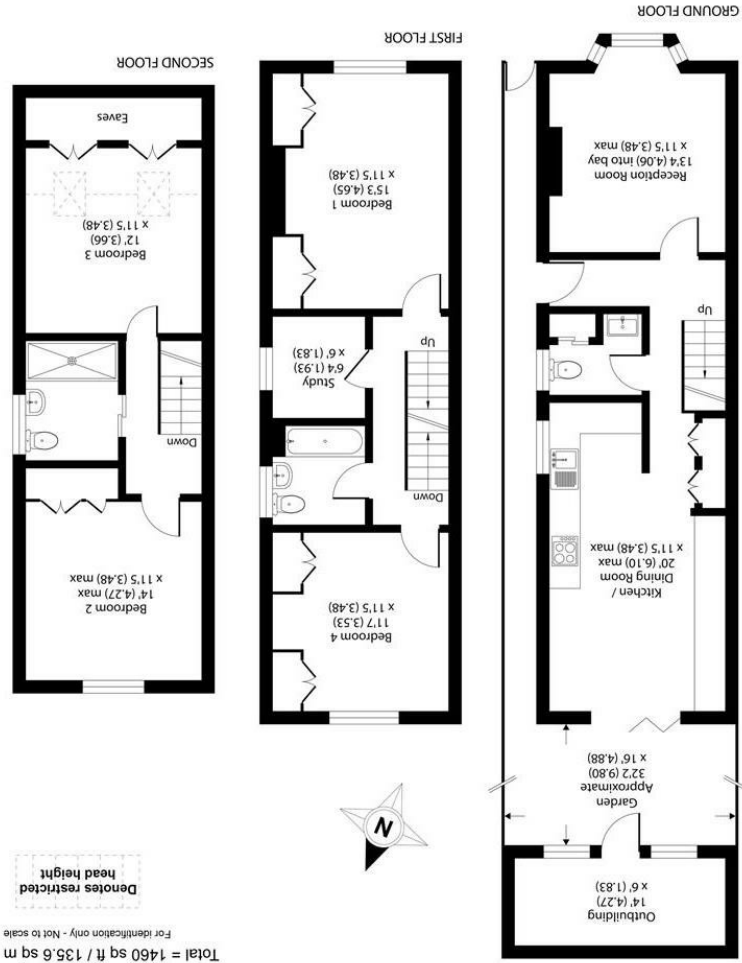 Total = 1460 sq ft / 135.6 sq m
For identification only - Not to scale
Denotes restricted
head height
N
Outbuilding
14' (4.27)
x 6' (1.83)
Garden
Approximate
32'2 (9.80)
x 16' (4.88)
Kitchen /
Dining Room
20' (6.10) max
x 11'5 (3.48) max
Up
Reception Room
13'4 (4.06) into bay
x 11'5 (3.48) max
GROUND FLOOR
Bedroom 4
11'7 (3.53)
x 11'5 (3.48)
Down
Up
Study
6'4 (1.93)
x 6' (1.83)
Bedroom 1
15'3 (4.65)
x 11'5 (3.48)
FIRST FLOOR
Bedroom 2
14' (4.27) max
x 11'5 (3.48) max
Down
Bedroom 3
12' (3.66)
x 11'5 (3.48)
Eaves
SECOND FLOOR